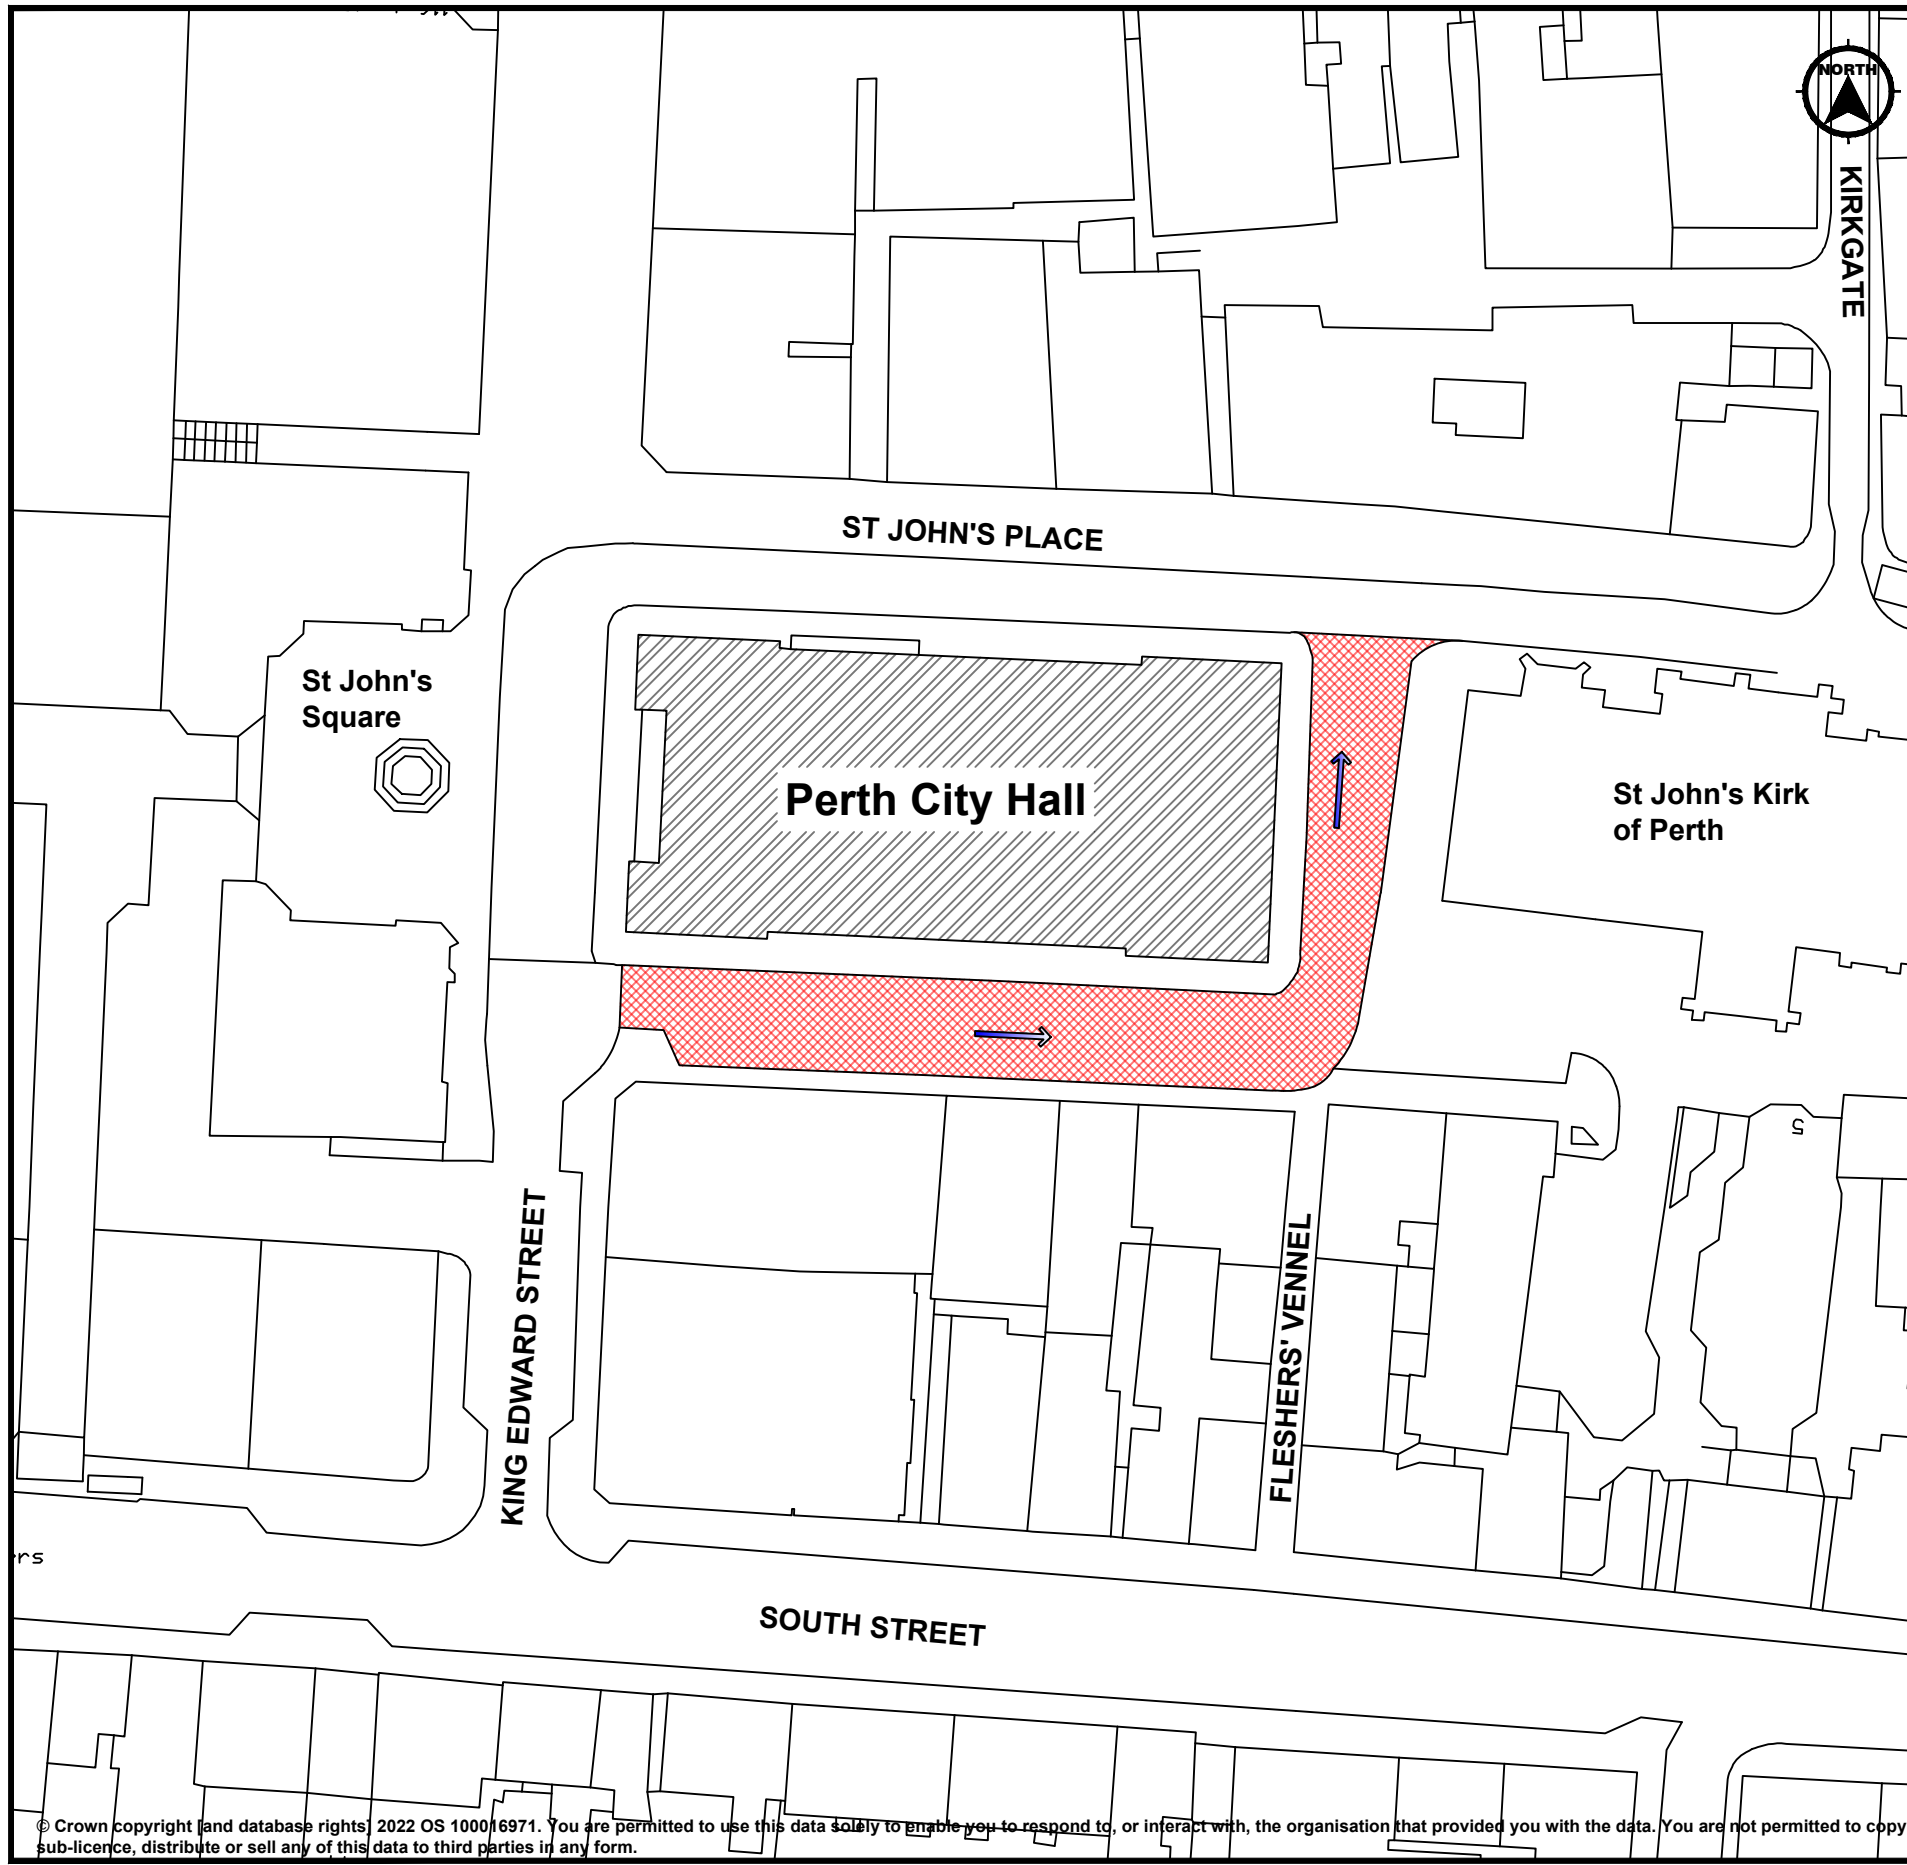 NORTH
KIRKGATE
ST JOHN'S PLACE
St John's
Square
Perth City Hall
St John's Kirk
of Perth
5
KING EDWARD STREET
FLESHERS' VENNEL
rs
SOUTH STREET
© Crown copyright [and database rights] 2022 OS 100016971. You are permitted to use this data solely to enable you to respond to, or interact with, the organisation that provided you with the data. You are not permitted to copy
sub-licence, distribute or sell any of this data to third parties in any form.